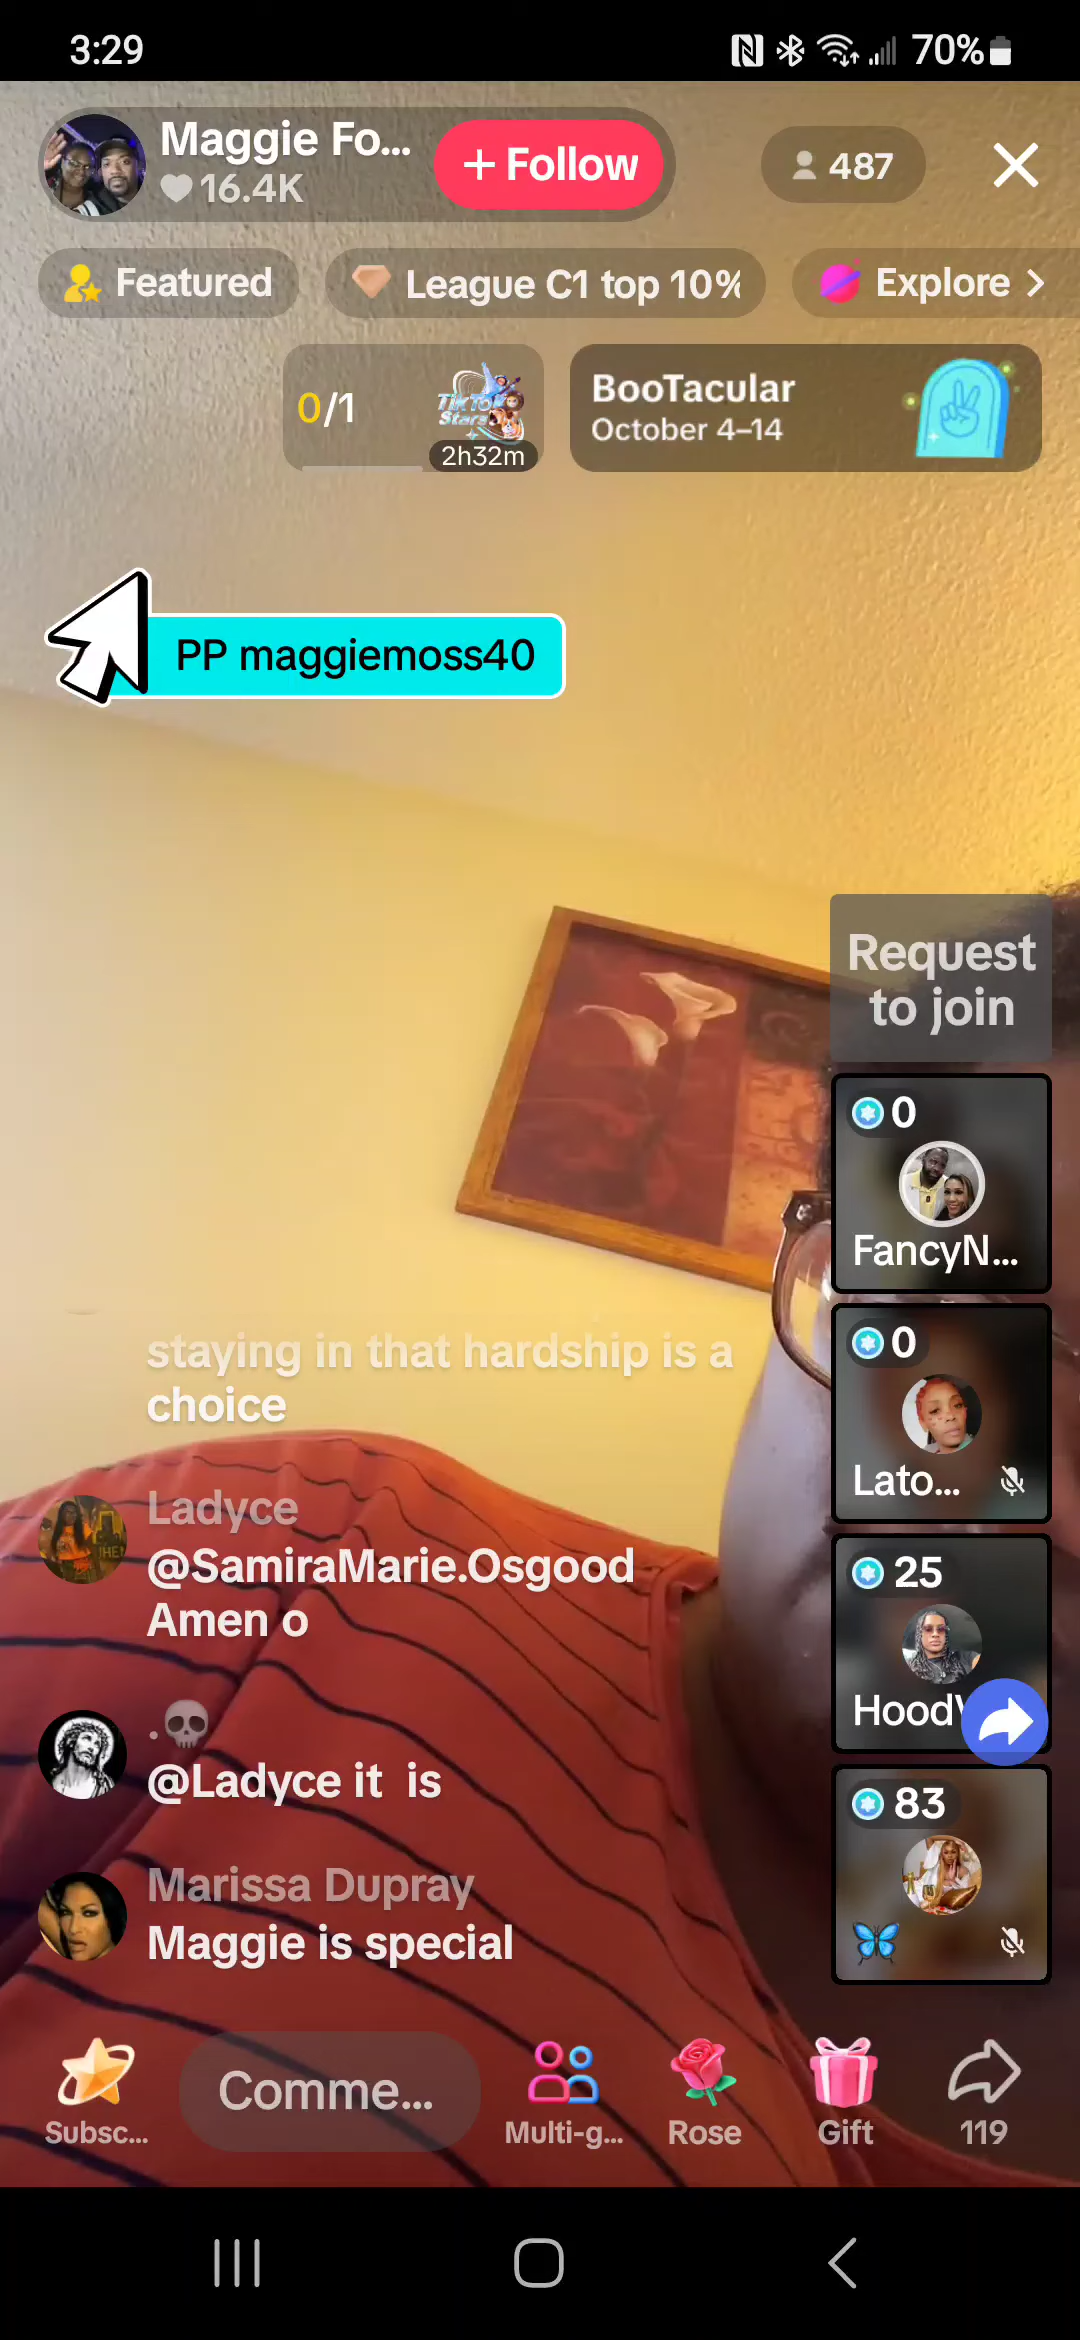 3:29
70%
Maggie Fo...
16.4K
+ Follow
487
Featured
League C1 top 10%
Explore >
0/1
TikTok
Stars
2h32m
BooTacular
October 4–14
PP maggiemoss40
Request
to join
0
FancyN...
staying in that hardship is a
choice
0
Lato...
Ladyce
@SamiraMarie.Osgood
Amen o
25
Hood
.💀
@Ladyce it  is
83
🦋
Marissa Dupray
Maggie is special
Subsc...
Comme...
Multi-g...
Rose
Gift
119